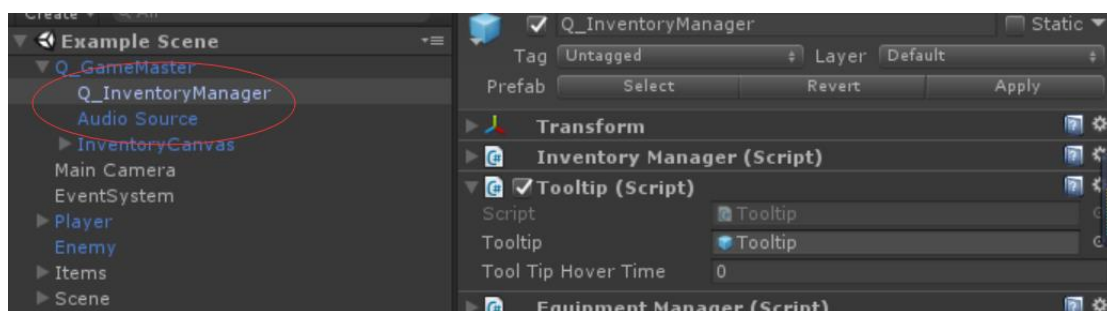 Create
All
Example Scene
Q_GameMaster
Q_InventoryManager
Audio Source
InventoryCanvas
Main Camera
EventSystem
Player
Enemy
Items
Scene
Q_InventoryManager Static
Tag Untagged Layer Default
Prefab Select Revert Apply
Transform
Inventory Manager (Script)
Tooltip (Script)
Script Tooltip
Tooltip Tooltip
Tool Tip Hover Time 0
Equipment Manager (Script)